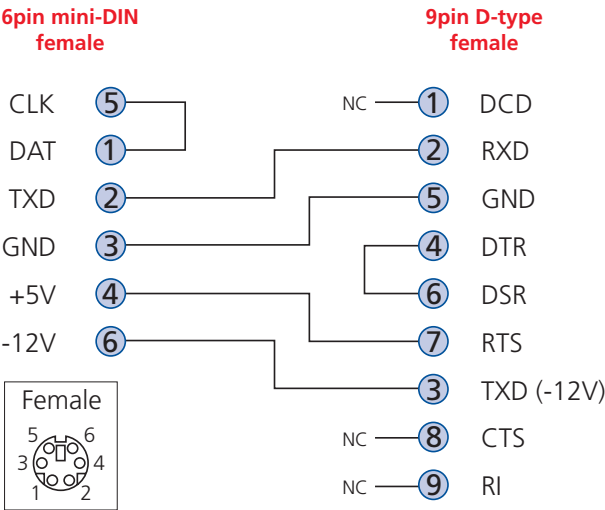 6pin mini-DIN
female
9pin D-type
female
CLK 5
NC 1 DCD
DAT 1
2 RXD
TXD 2
5 GND
GND 3
4 DTR
+5V 4
6 DSR
-12V 6
7 RTS
3 TXD (-12V)
NC 8 CTS
NC 9 RI
Female
5 6
3 4
1 2